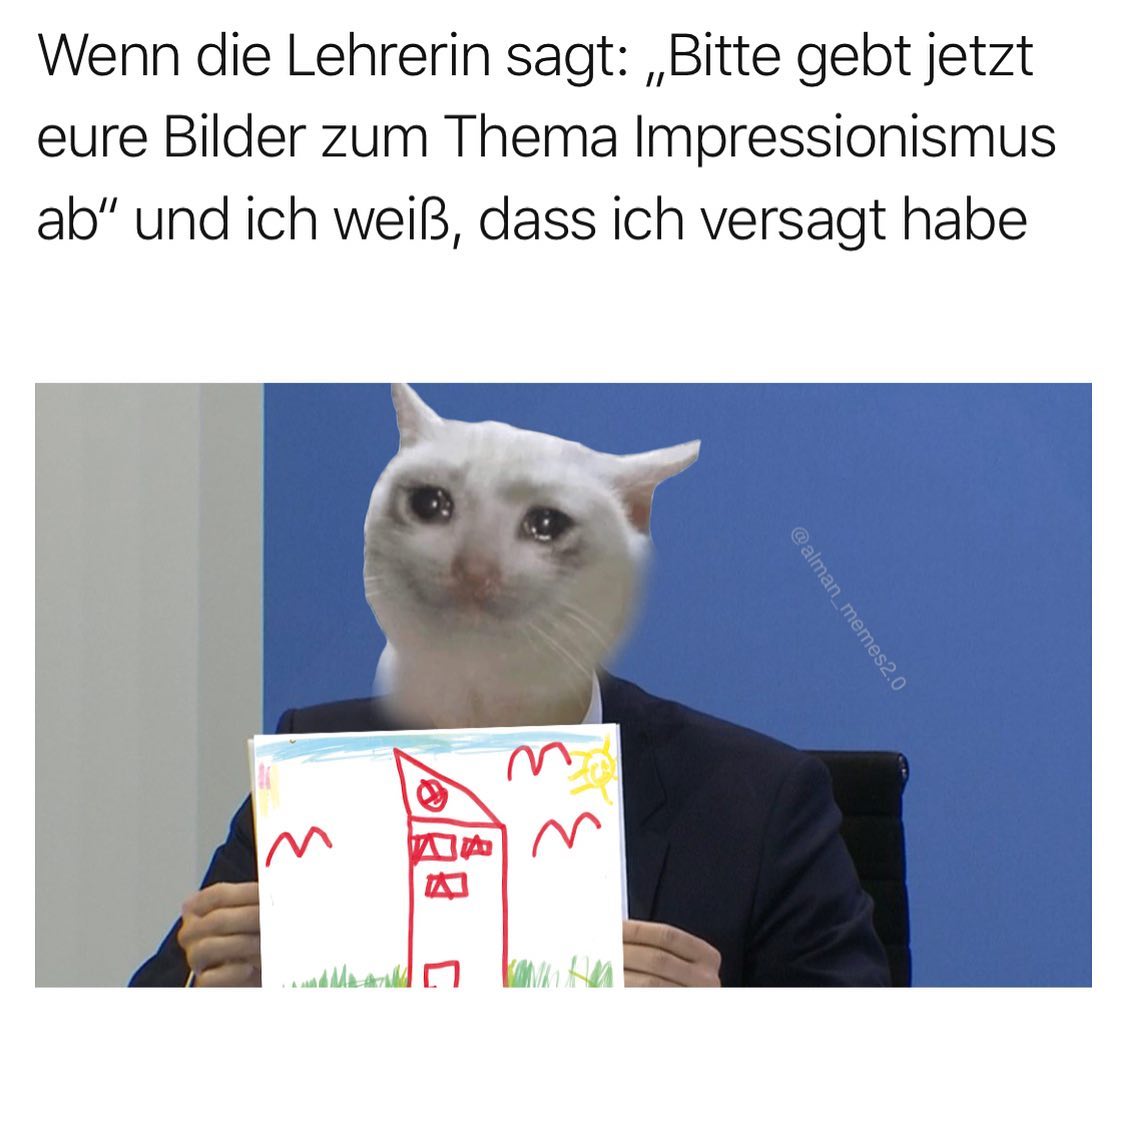 Wenn die Lehrerin sagt: „Bitte gebt jetzt
eure Bilder zum Thema Impressionismus
ab“ und ich weiß, dass ich versagt habe
@alman_memes2.0